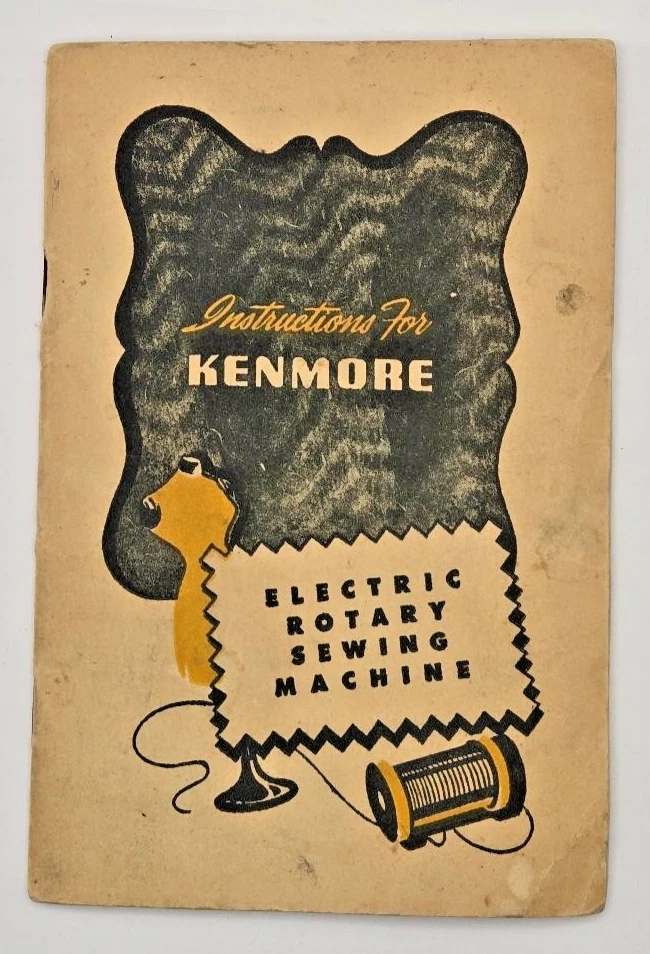 Instructions For
KENMORE
ELECTRIC
ROTARY
SEWING
MACHINE